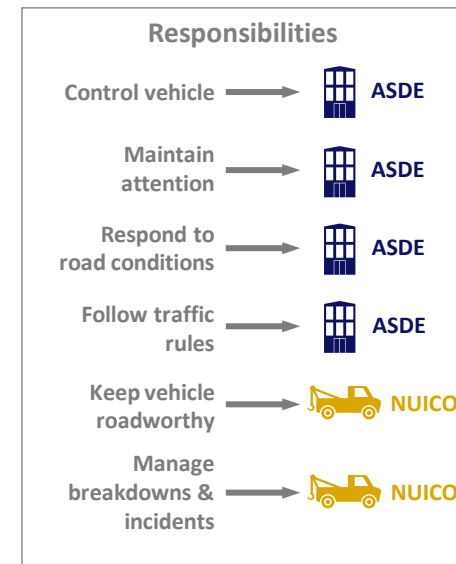 Responsibilities
Control vehicle ASDE
Maintain
attention ASDE
Respond to
road conditions ASDE
Follow traffic
rules ASDE
Keep vehicle
roadworthy NUICO
Manage
breakdowns &
incidents NUICO